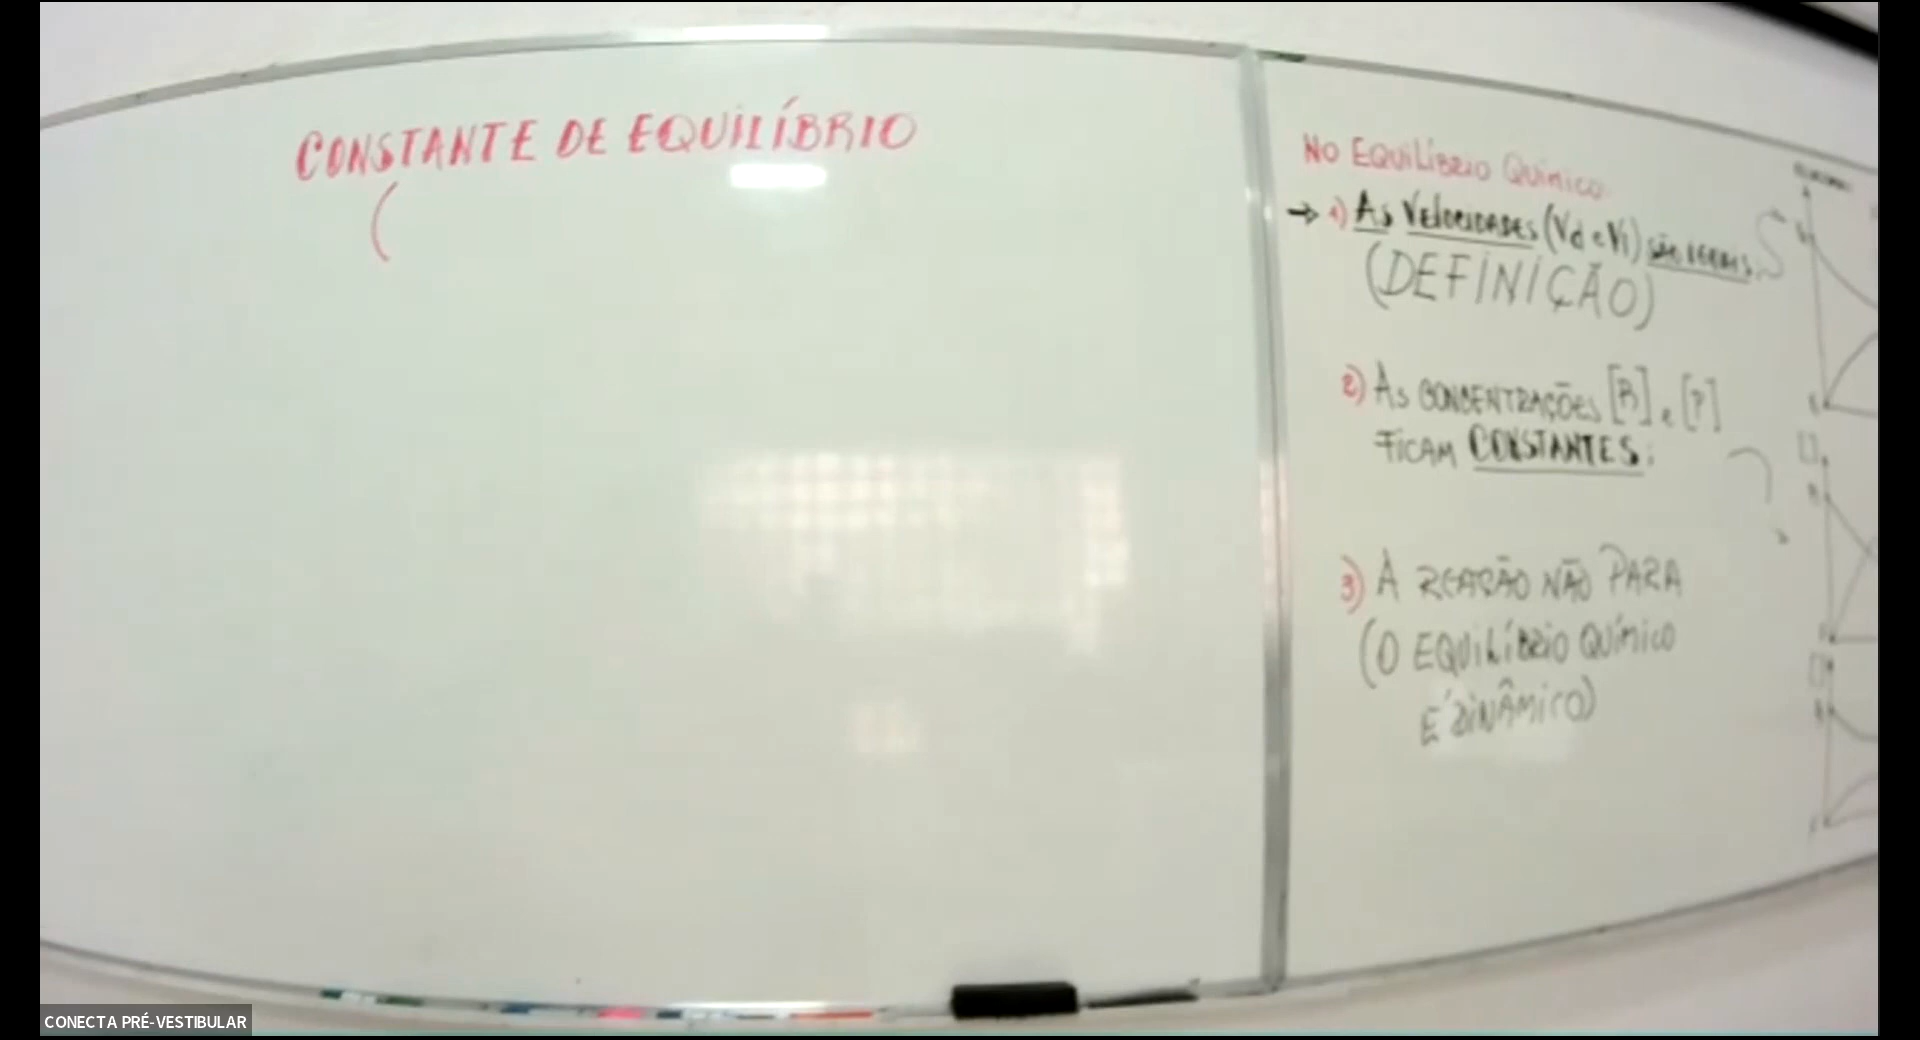 CONSTANTE DE EQUILÍBRIO
(
NO EQUILÍBRIO QUÍMICO
→ 1) AS VELOCIDADES (Vd e Vi) SÃO IGUAIS
(DEFINIÇÃO)
2) AS CONCENTRAÇÕES [R] e [P]
FICAM CONSTANTES.
3) A REAÇÃO NÃO PARA
(O EQUILÍBRIO QUÍMICO
É DINÂMICO)
CONECTA PRÉ-VESTIBULAR